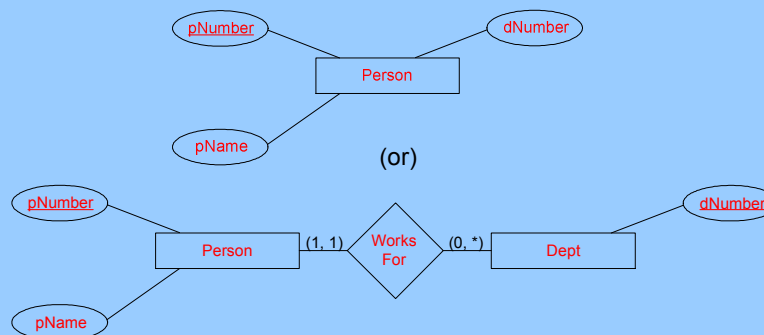 pNumber
dNumber
Person
pName
(or)
pNumber
dNumber
Person
(1, 1)
Works
For
(0, *)
Dept
pName